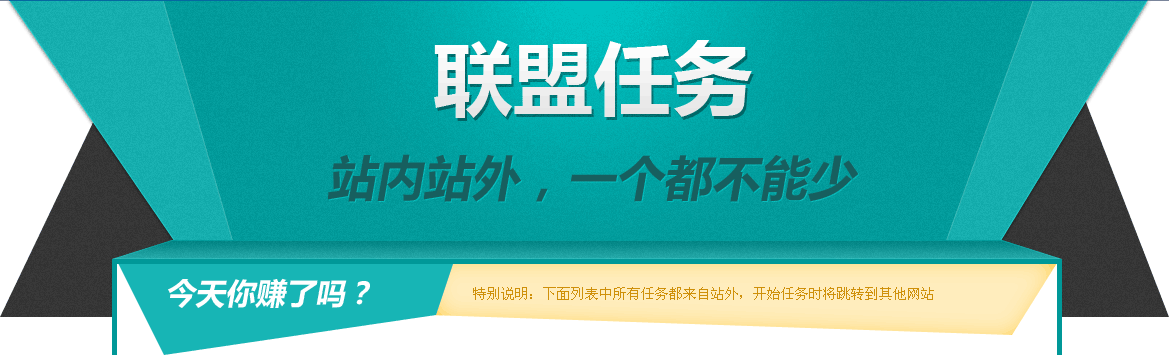 联盟任务
站内站外，一个都不能少
今天你赚了吗？
特别说明：下面列表中所有任务都来自站外，开始任务时将跳转到其他网站